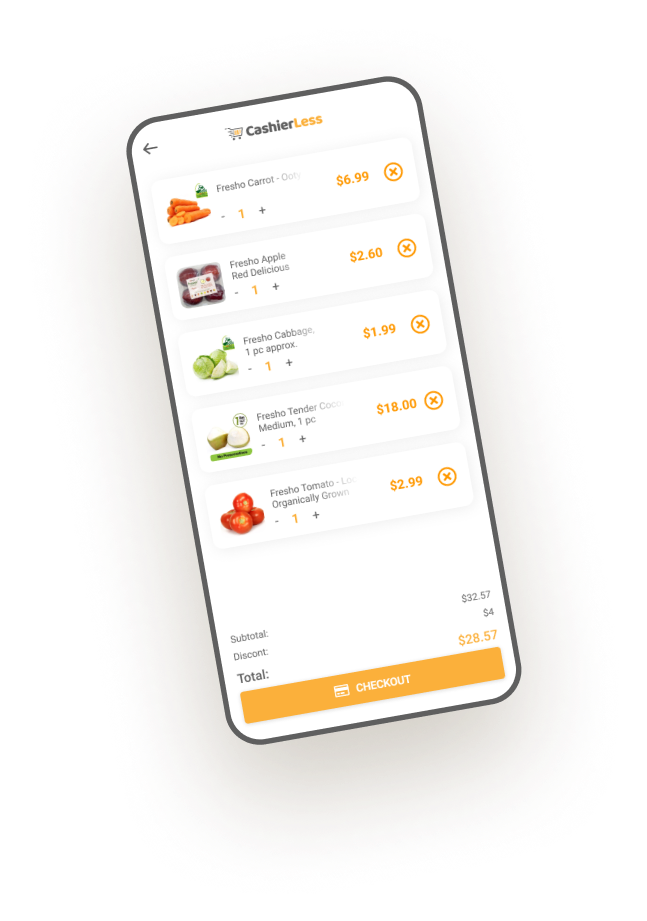 CashierLess
Fresho Carrot - Ooty
$6.99
- 1 +
Fresho Apple
Red Delicious
$2.60
- 1 +
Fresho Cabbage,
1 pc approx.
$1.99
- 1 +
Fresho Tender Coco
Medium, 1 pc
$18.00
- 1 +
Fresho Tomato - Lo
Organically Grown
$2.99
- 1 +
Subtotal:
$32.57
Discont:
$4
Total:
$28.57
CHECKOUT